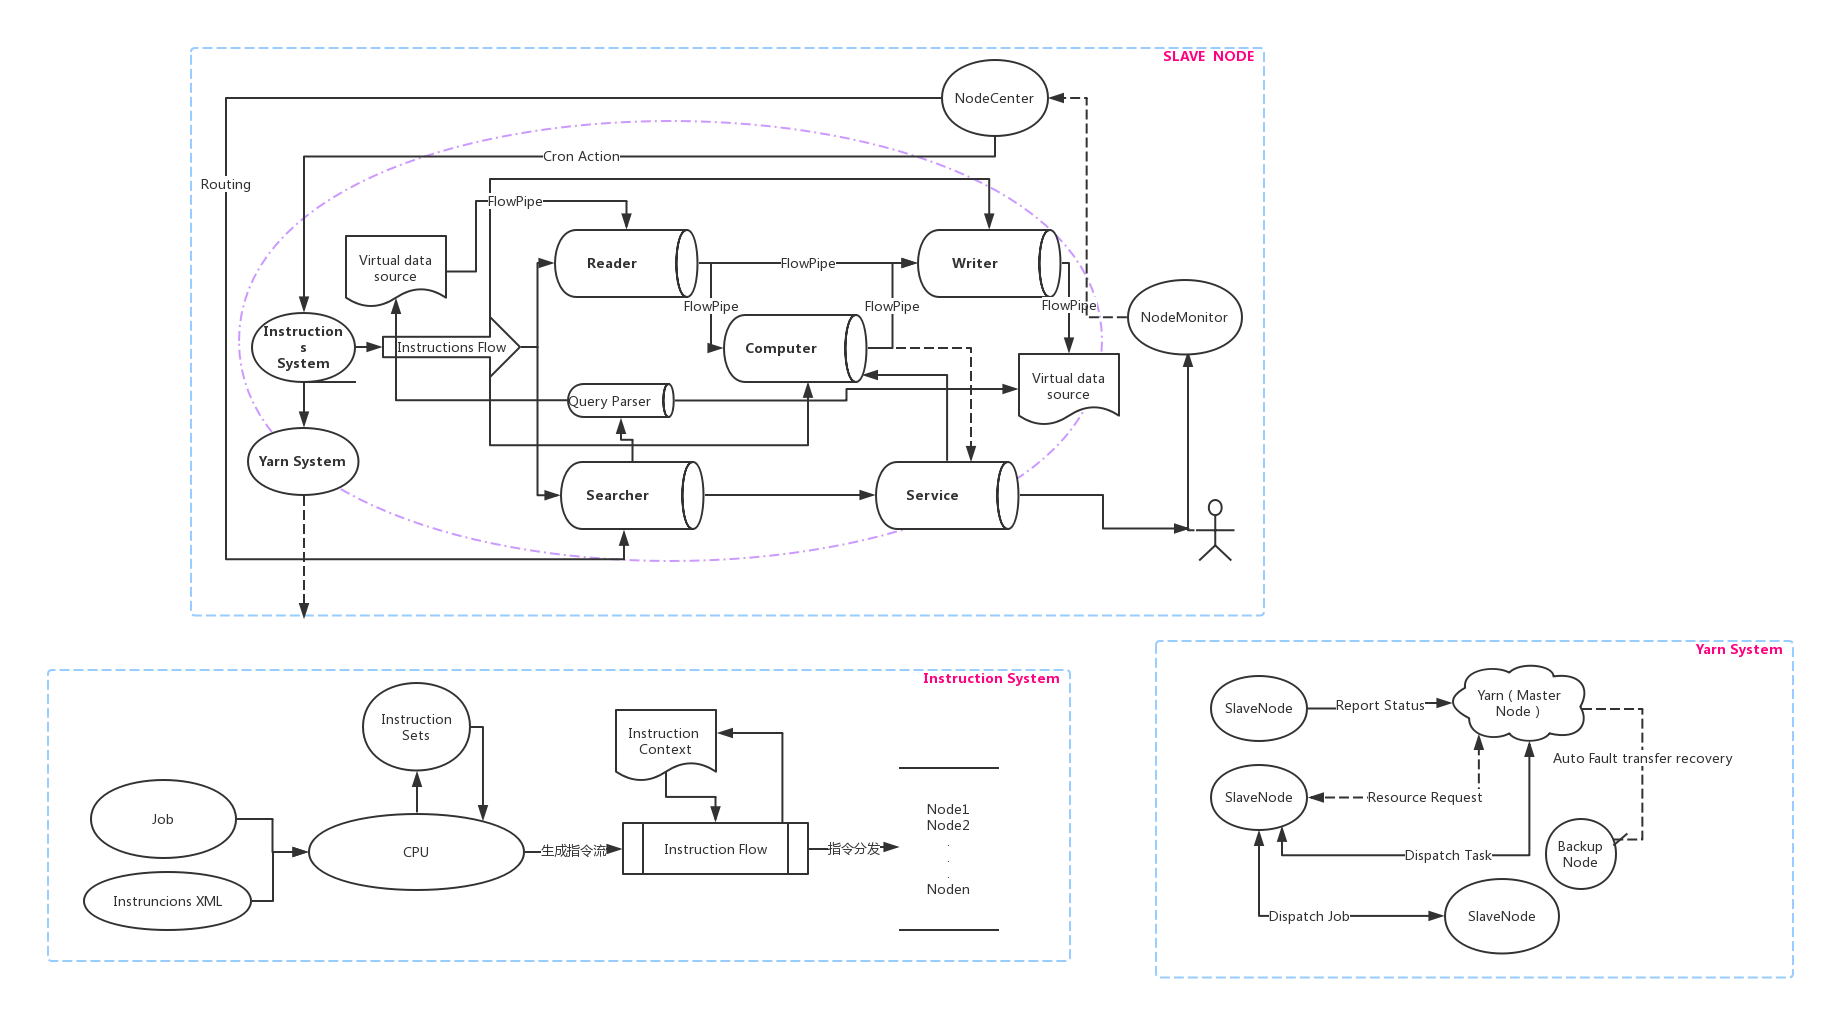 SLAVE NODE
NodeCenter
Cron Action
Routing
FlowPipe
Virtual data
source
Reader
FlowPipe
Writer
FlowPipe
FlowPipe
FlowPipe
NodeMonitor
Instruction
s
System
Instructions Flow
Computer
Virtual data
source
Query Parser
Yarn System
Searcher
Service
Instruction System
Instruction
Sets
Instruction
Context
Job
CPU
Instruncions XML
生成指令流
Instruction Flow
指令分发
Node1
Node2
.
.
.
Noden
Yarn System
SlaveNode
Report Status
Yarn ( Master
Node )
Auto Fault transfer recovery
SlaveNode
Resource Request
Dispatch Task
Backup
Node
Dispatch Job
SlaveNode